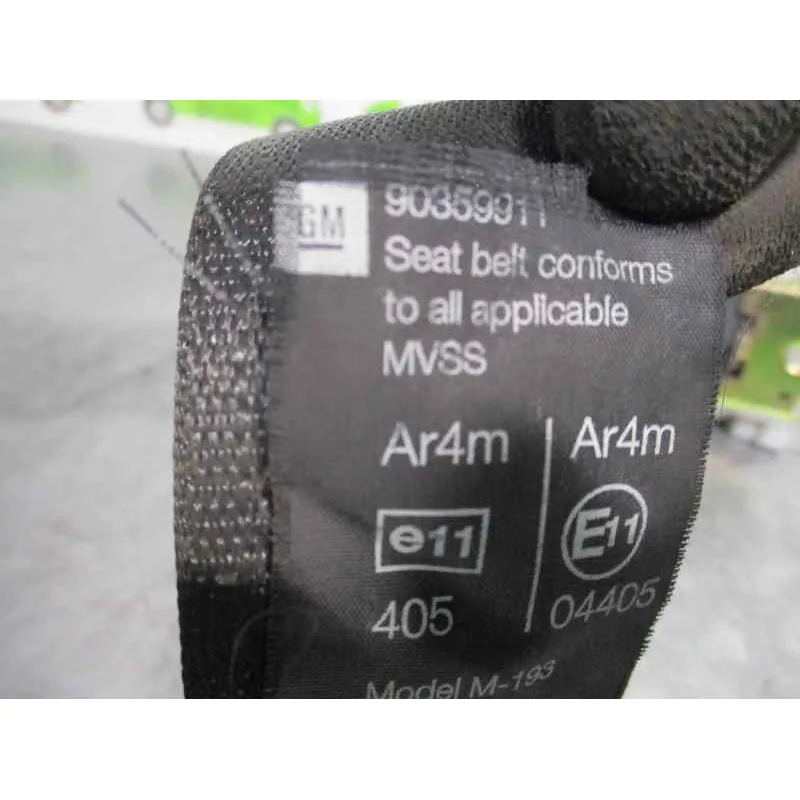 GM
90359911
Seat belt conforms
to all applicable
MVSS
Ar4m
Ar4m
e11
E11
405
04405
Model M-193